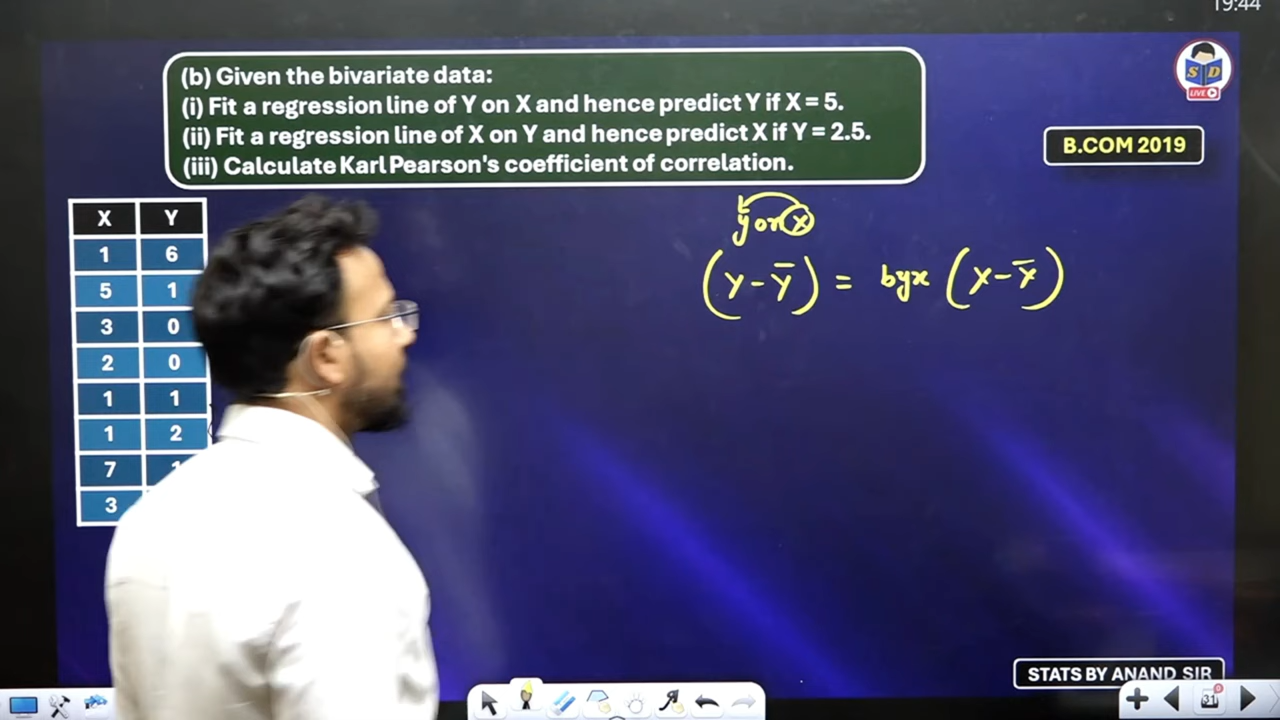 19:44
(b) Given the bivariate data:
(i) Fit a regression line of Y on X and hence predict Y if X = 5.
(ii) Fit a regression line of X on Y and hence predict X if Y = 2.5.
(iii) Calculate Karl Pearson's coefficient of correlation.
S D
LIVE
B.COM 2019
X Y
1 6
5 1
3 0
2 0
1 1
1 2
7 1
3
y on x
(y - ȳ) = byx (x - x̄)
STATS BY ANAND SIR
31